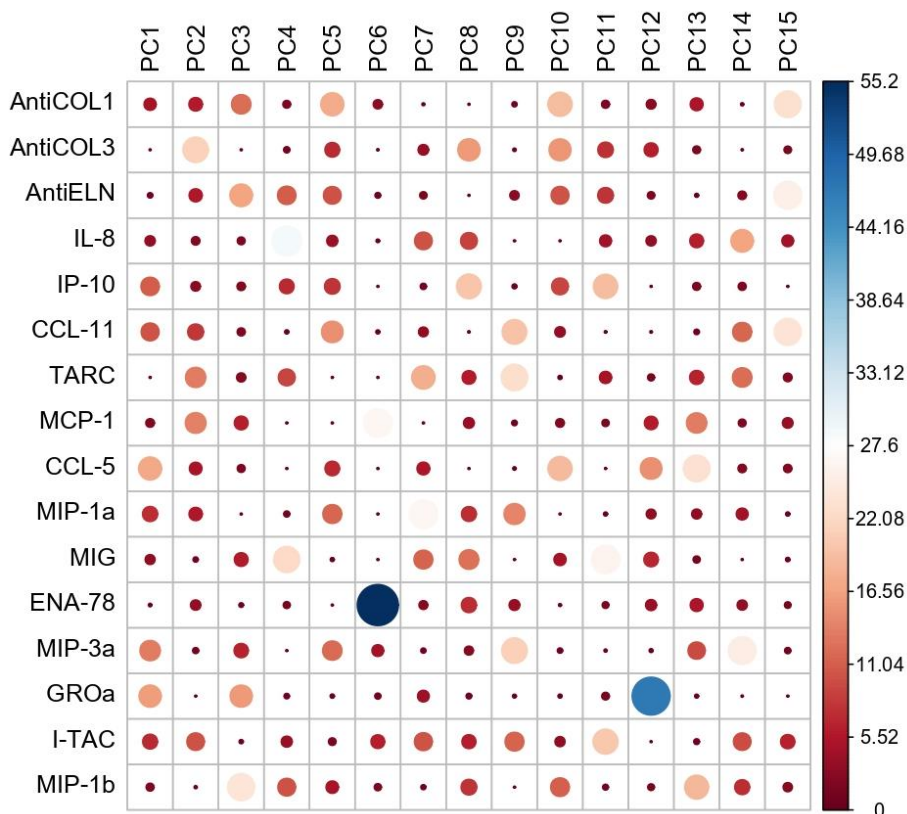 PC1 PC2 PC3 PC4 PC5 PC6 PC7 PC8 PC9 PC10 PC11 PC12 PC13 PC14 PC15
AntiCOL1
AntiCOL3
AntiELN
IL-8
IP-10
CCL-11
TARC
MCP-1
CCL-5
MIP-1a
MIG
ENA-78
MIP-3a
GROa
I-TAC
MIP-1b
55.2
49.68
44.16
38.64
33.12
27.6
22.08
16.56
11.04
5.52
0